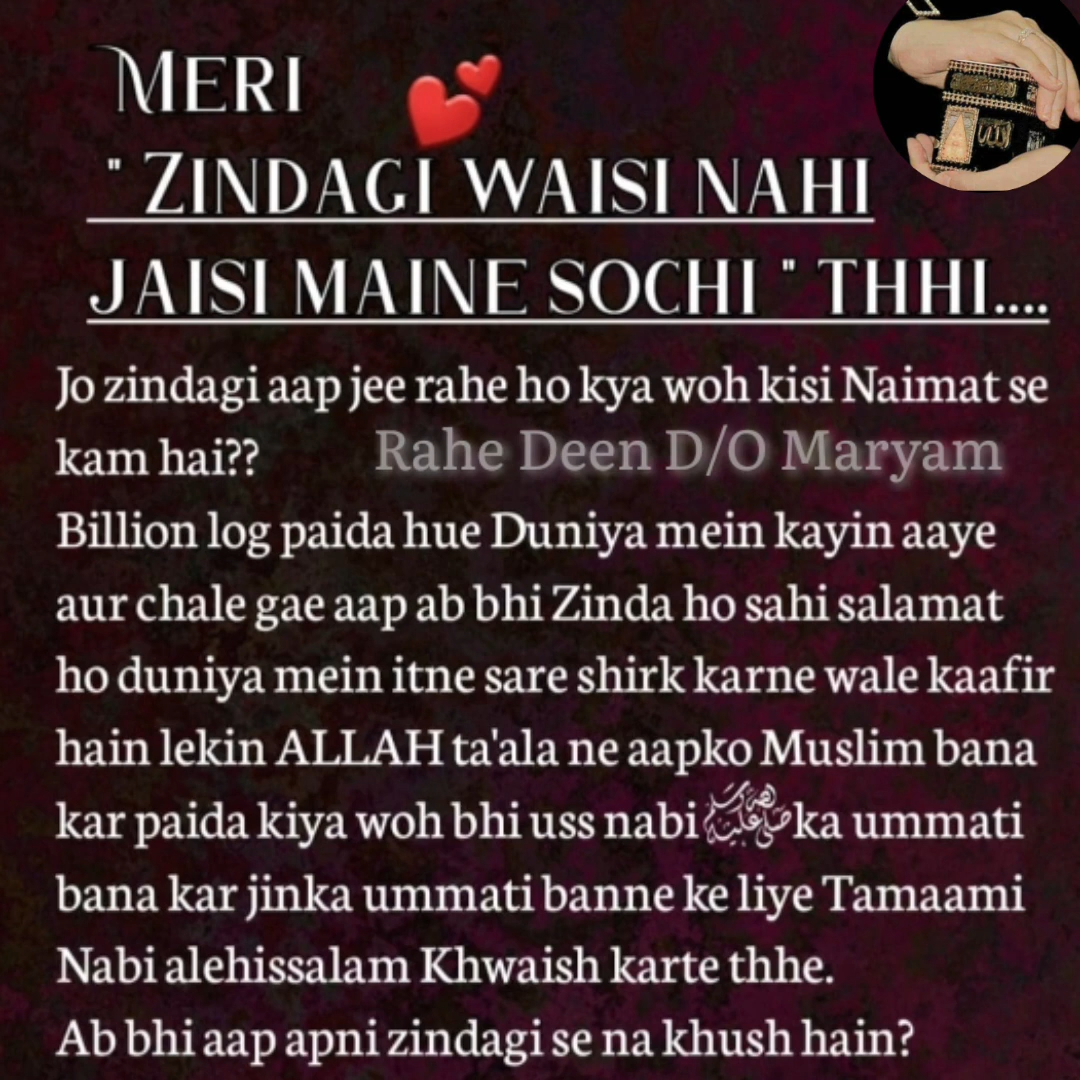 MERI
" ZINDAGI WAISI NAHI
JAISI MAINE SOCHI " THHI....
Jo zindagi aap jee rahe ho kya woh kisi Naimat se
kam hai??
Rahe Deen D/O Maryam
Billion log paida hue Duniya mein kayin aaye
aur chale gae aap ab bhi Zinda ho sahi salamat
ho duniya mein itne sare shirk karne wale kaafir
hain lekin ALLAH ta'ala ne aapko Muslim bana
kar paida kiya woh bhi uss nabi ﷺ ka ummati
bana kar jinka ummati banne ke liye Tamaami
Nabi alehissalam Khwaish karte thhe.
Ab bhi aap apni zindagi se na khush hain?